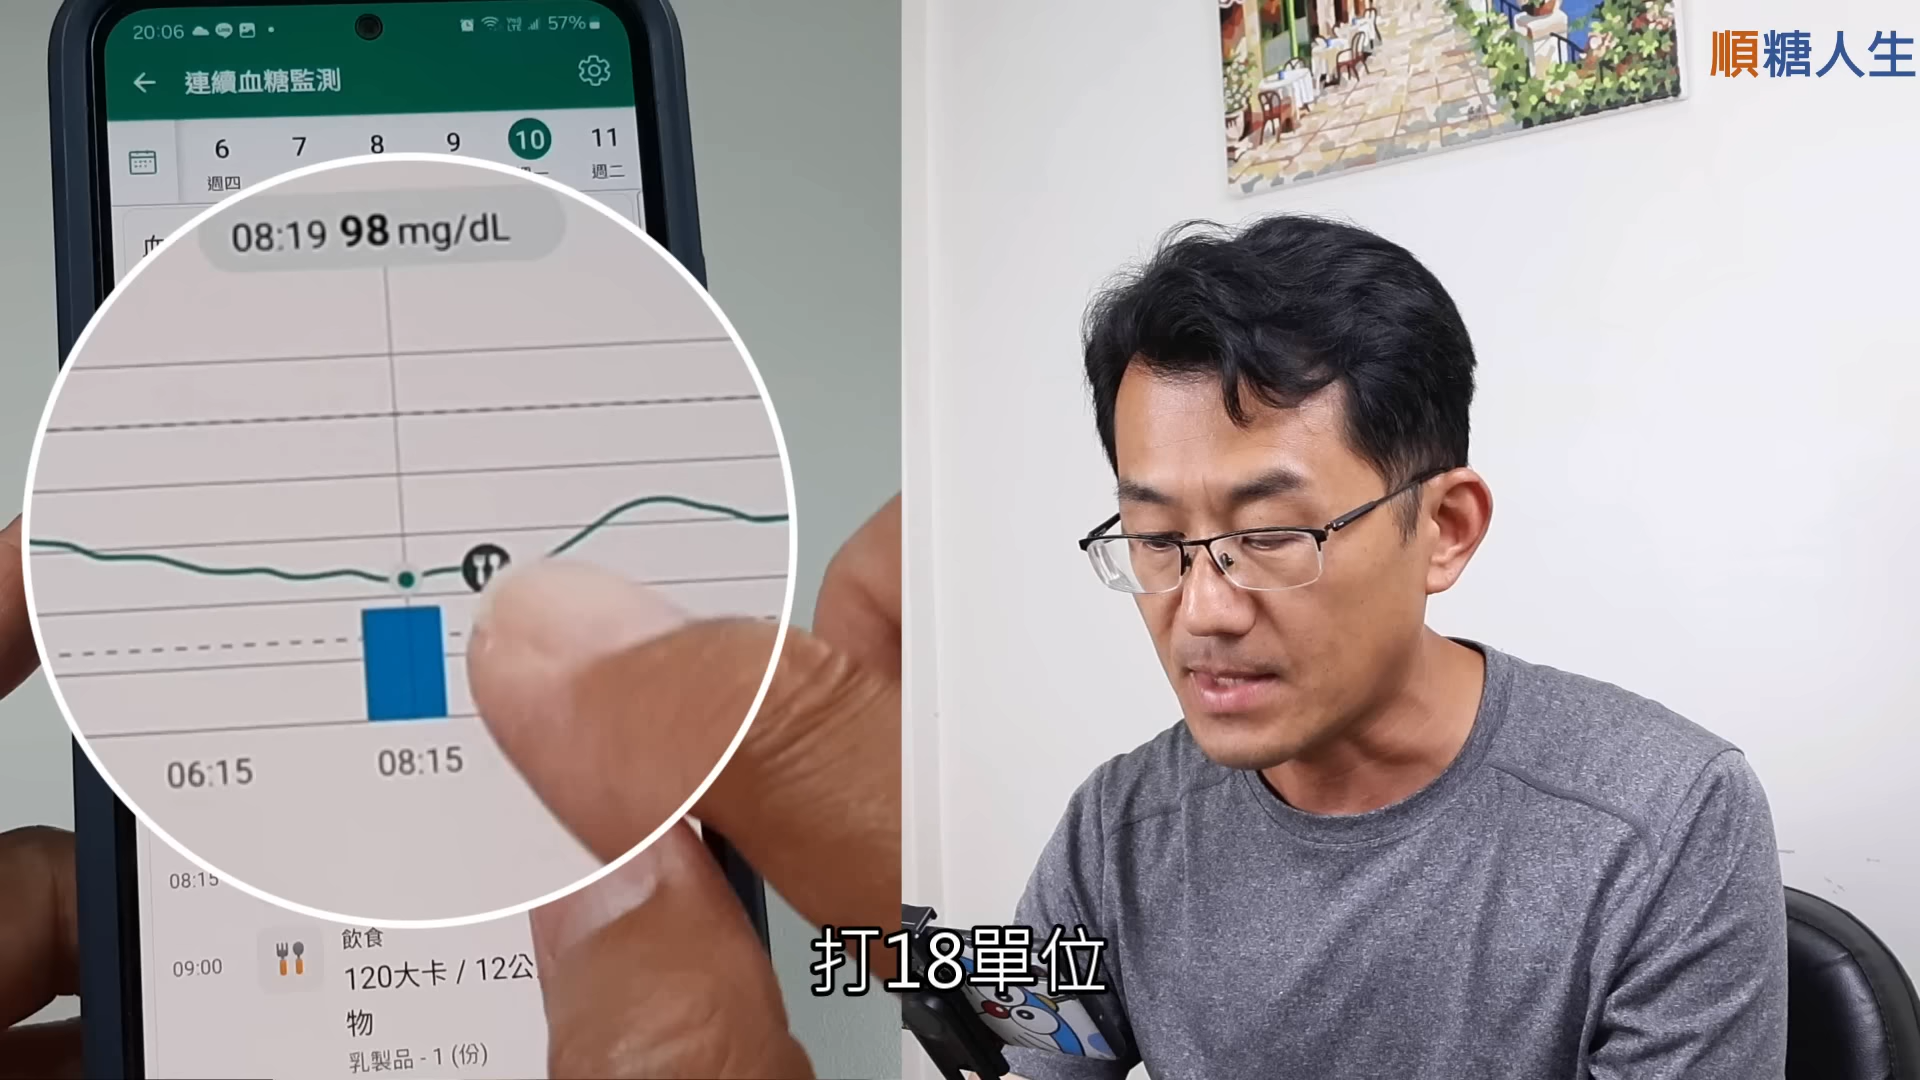 順糖人生
20:06
57%
連續血糖監測
6 7 8 9 10 11
週四
週二
08:19 98 mg/dL
06:15
08:15
08:15
09:00
飲食
120大卡 / 12公
物
乳製品 - 1 (份)
打18單位